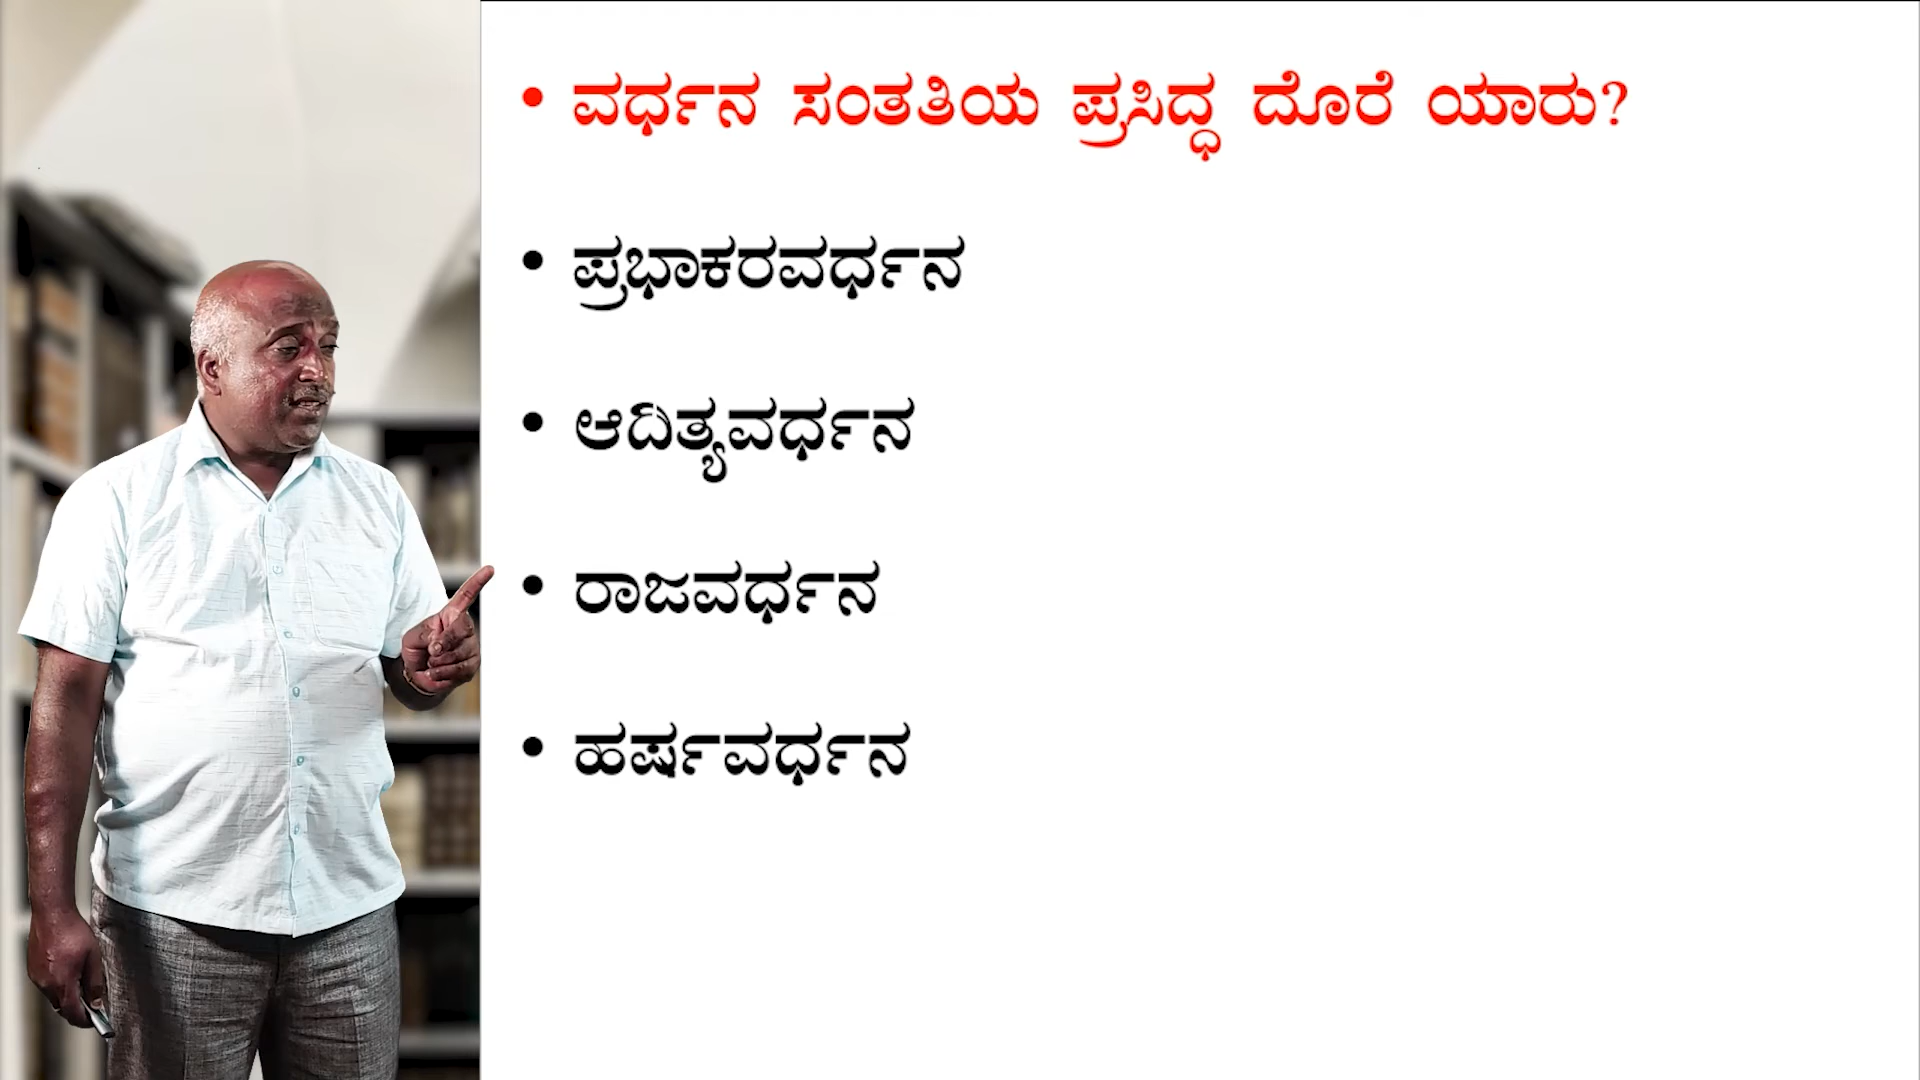 • ವರ್ಧನ ಸಂತತಿಯ ಪ್ರಸಿದ್ಧ ದೊರೆ ಯಾರು?
• ಪ್ರಭಾಕರವರ್ಧನ
• ಆದಿತ್ಯವರ್ಧನ
• ರಾಜವರ್ಧನ
• ಹರ್ಷವರ್ಧನ